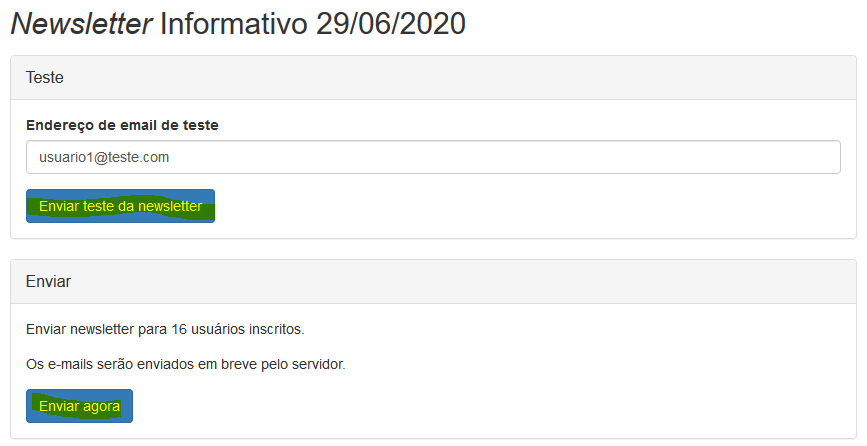 Newsletter Informativo 29/06/2020
Teste
Endereço de email de teste
usuario1@teste.com
Enviar teste da newsletter
Enviar
Enviar newsletter para 16 usuários inscritos.
Os e-mails serão enviados em breve pelo servidor.
Enviar agora